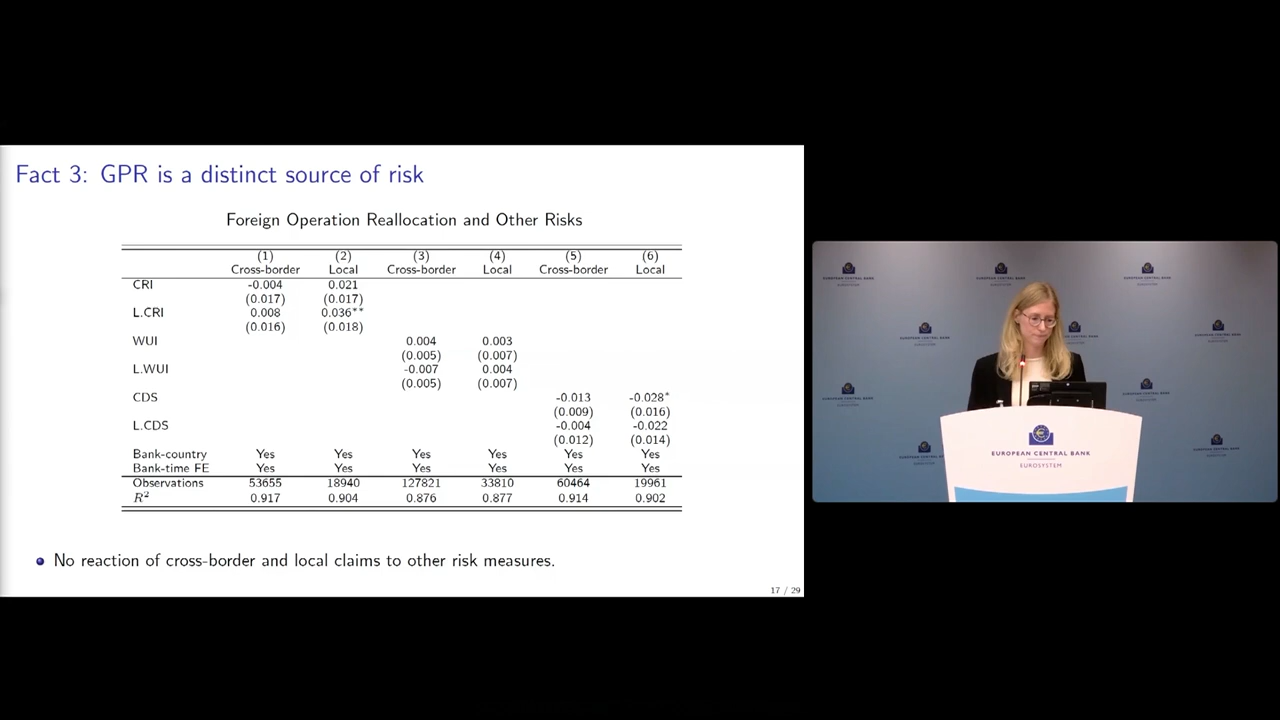 Fact 3: GPR is a distinct source of risk
Foreign Operation Reallocation and Other Risks
(1) (2) (3) (4) (5) (6)
Cross-border Local Cross-border Local Cross-border Local
CRI -0.004 0.021
(0.017) (0.017)
L.CRI 0.008 0.036**
(0.016) (0.018)
WUI 0.004 0.003
(0.005) (0.007)
L.WUI -0.007 0.004
(0.005) (0.007)
CDS -0.013 -0.028*
(0.009) (0.016)
L.CDS -0.004 -0.022
(0.012) (0.014)
Bank-country Yes Yes Yes Yes Yes Yes
Bank-time FE Yes Yes Yes Yes Yes Yes
Observations 53655 18940 127821 33810 60464 19961
R² 0.917 0.904 0.876 0.877 0.914 0.902
No reaction of cross-border and local claims to other risk measures.
17 / 29
EUROPEAN CENTRAL BANK
EUROSYSTEM